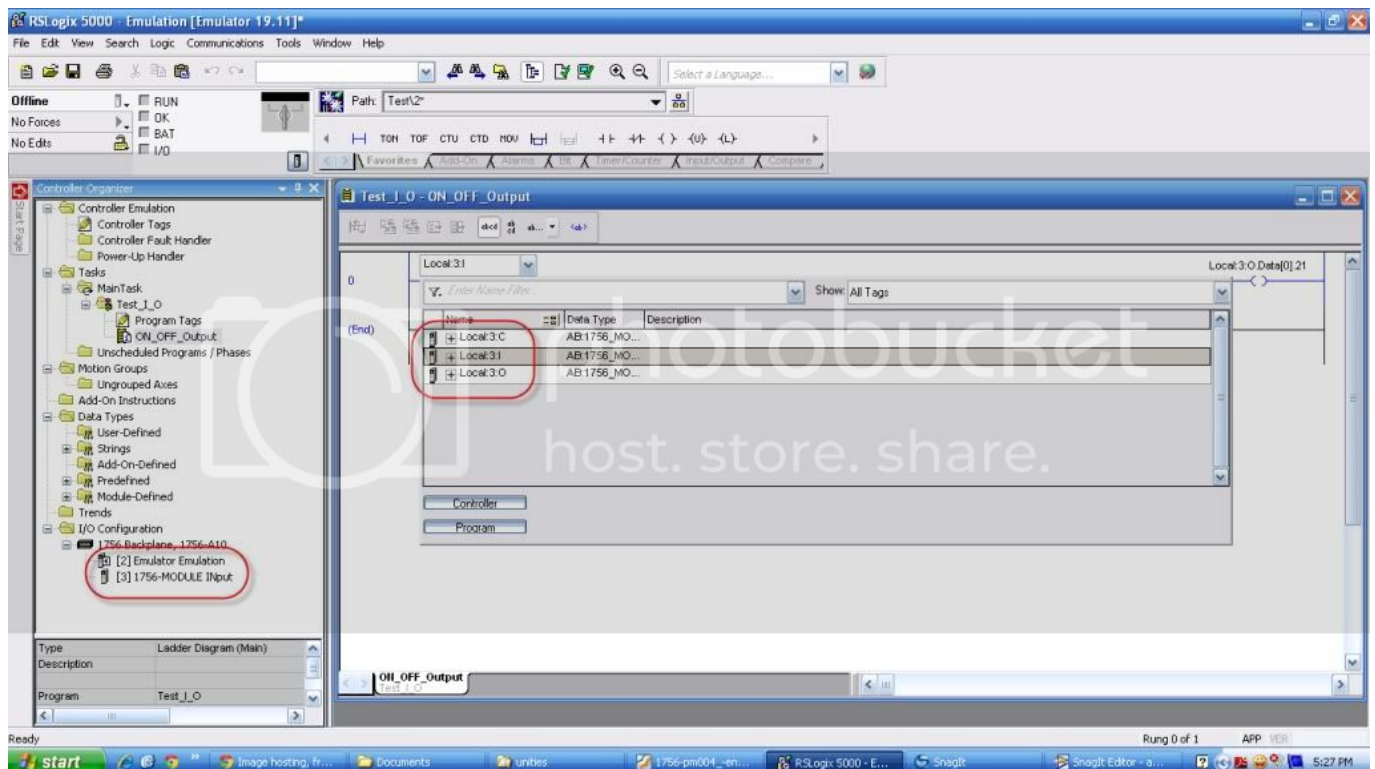 RSLogix 5000 - Emulation [Emulator 19.11]*
File Edit View Search Logic Communications Tools Window Help
Select a Language...
Offline
RUN
No Forces
OK
No Edits
BAT
I/O
Path: Test\2*
TON TOF CTU CTD MOV
Favorites Add-On Alarms Bit Timer/Counter Input/Output Compare
Start Page
Controller Organizer
Controller Emulation
Controller Tags
Controller Fault Handler
Power-Up Handler
Tasks
MainTask
Test_I_O
Program Tags
ON_OFF_Output
Unscheduled Programs / Phases
Motion Groups
Ungrouped Axes
Add-On Instructions
Data Types
User-Defined
Strings
Add-On-Defined
Predefined
Module-Defined
Trends
I/O Configuration
1756 Backplane, 1756-A10
[2] Emulator Emulation
[3] 1756-MODULE INput
Type Ladder Diagram (Main)
Description
Program Test_I_O
Test_I_O - ON_OFF_Output
Local:3:I
Local:3:O.Data[0].21
0
Enter Name Filter...
Show: All Tags
Name Data Type Description
(End)
Local:3:C AB:1756_MO...
Local:3:I AB:1756_MO...
Local:3:O AB:1756_MO...
Controller
Program
photobucket
host. store. share.
ON_OFF_Output
Test_I_O
Ready
Rung 0 of 1 APP VER
start
Image hosting, fr...
Documents
unities
1756-pm004_-en...
RSLogix 5000 - E...
SnagIt
SnagIt Editor - a...
5:27 PM